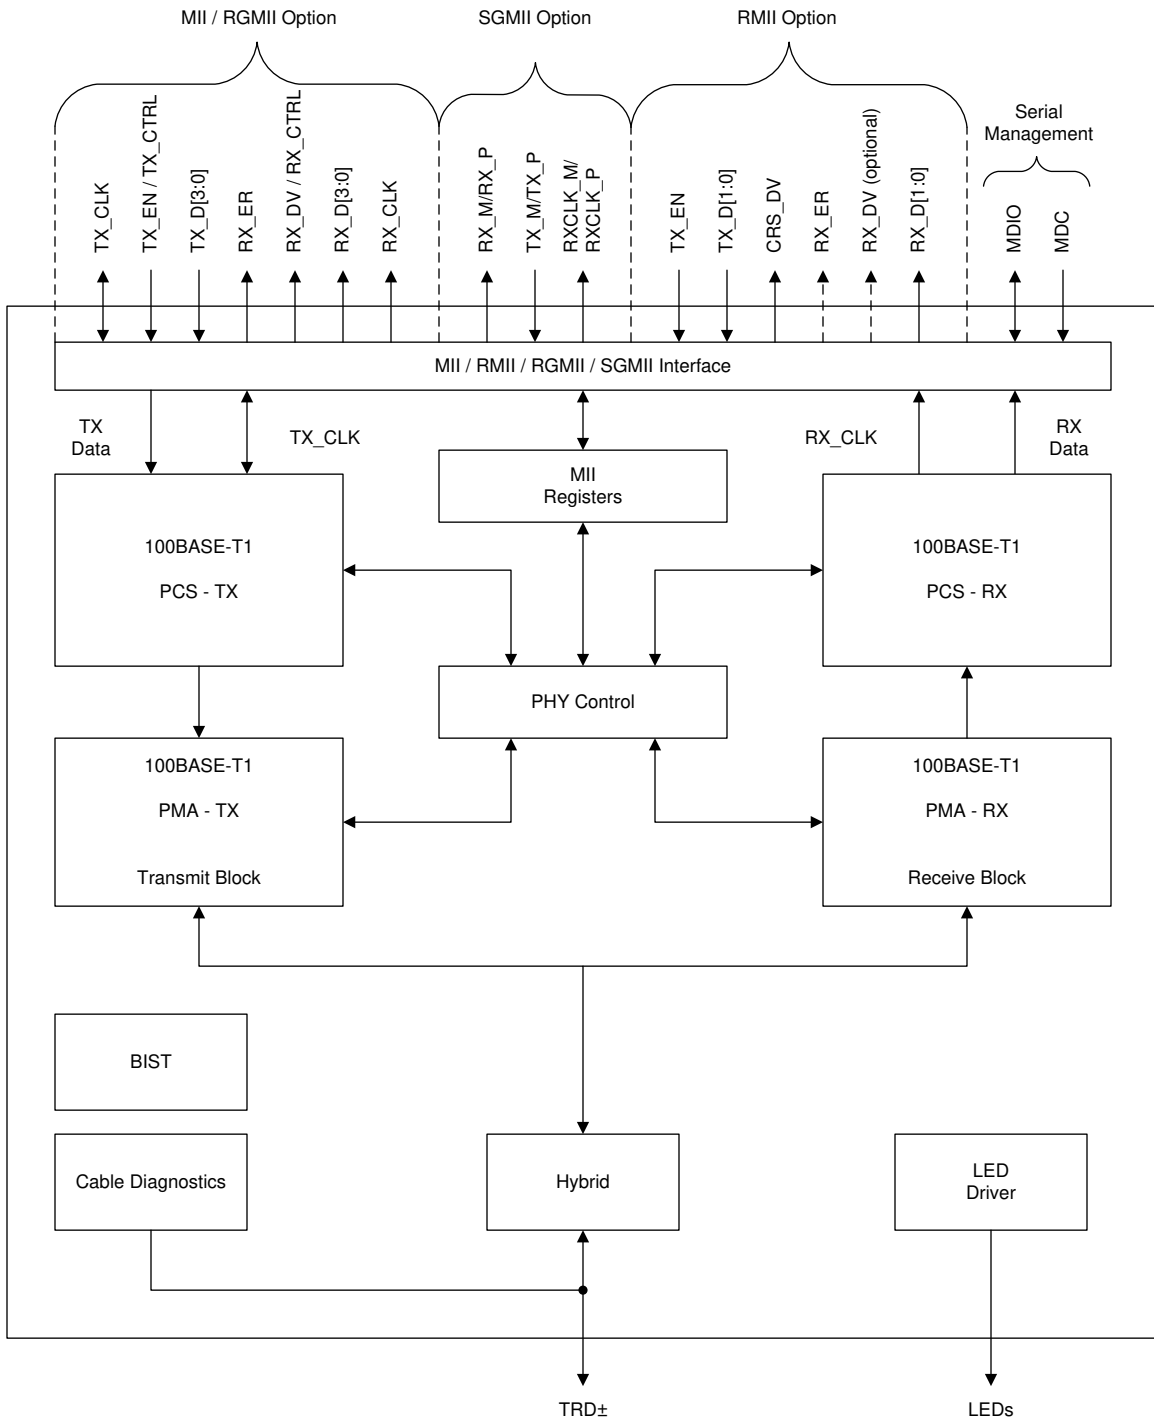 MII / RGMII Option
SGMII Option
RMII Option
Serial
Management
TX_CLK
TX_EN / TX_CTRL
TX_D[3:0]
RX_ER
RX_DV / RX_CTRL
RX_D[3:0]
RX_CLK
RX_M/RX_P
TX_M/TX_P
RXCLK_M/
RXCLK_P
TX_EN
TX_D[1:0]
CRS_DV
RX_ER
RX_DV (optional)
RX_D[1:0]
MDIO
MDC
MII / RMII / RGMII / SGMII Interface
TX
Data
TX_CLK
RX_CLK
RX
Data
MII
Registers
100BASE-T1
PCS - TX
100BASE-T1
PCS - RX
PHY Control
100BASE-T1
PMA - TX
Transmit Block
100BASE-T1
PMA - RX
Receive Block
BIST
Cable Diagnostics
Hybrid
LED
Driver
TRD±
LEDs